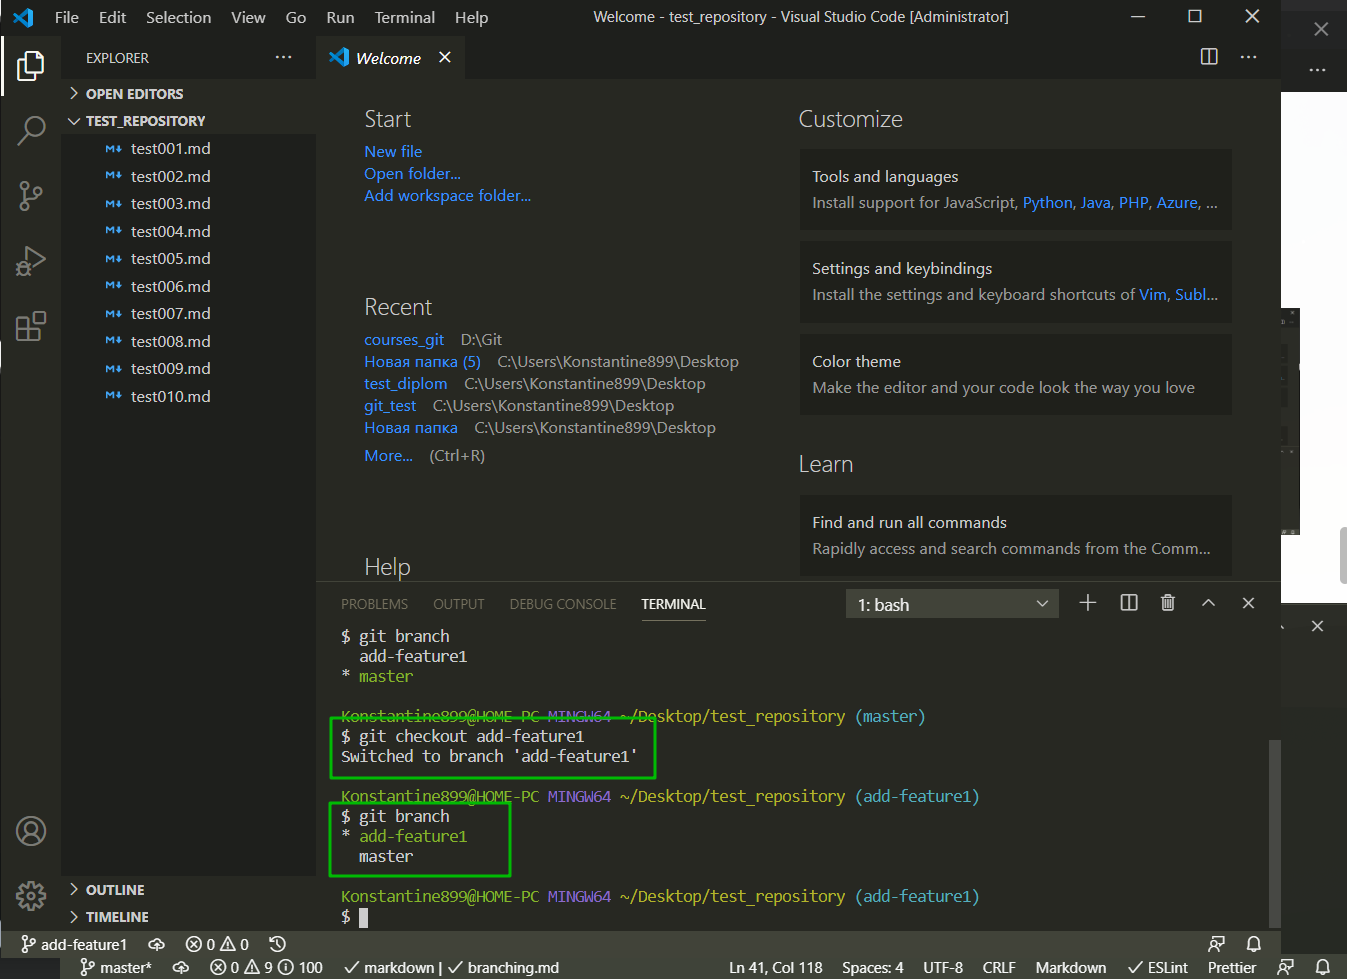 File Edit Selection View Go Run Terminal Help
Welcome - test_repository - Visual Studio Code [Administrator]
EXPLORER
Welcome
OPEN EDITORS
TEST_REPOSITORY
test001.md
test002.md
test003.md
test004.md
test005.md
test006.md
test007.md
test008.md
test009.md
test010.md
OUTLINE
TIMELINE
Start
New file
Open folder...
Add workspace folder...
Recent
courses_git D:\Git
Новая папка (5) C:\Users\Konstantine899\Desktop
test_diplom C:\Users\Konstantine899\Desktop
git_test C:\Users\Konstantine899\Desktop
Новая папка C:\Users\Konstantine899\Desktop
More... (Ctrl+R)
Help
Customize
Tools and languages
Install support for JavaScript, Python, Java, PHP, Azure, ...
Settings and keybindings
Install the settings and keyboard shortcuts of Vim, Subl...
Color theme
Make the editor and your code look the way you love
Learn
Find and run all commands
Rapidly access and search commands from the Comm...
PROBLEMS OUTPUT DEBUG CONSOLE TERMINAL
1: bash
$ git branch
add-feature1
* master
Konstantine899@HOME-PC MINGW64 ~/Desktop/test_repository (master)
$ git checkout add-feature1
Switched to branch 'add-feature1'
Konstantine899@HOME-PC MINGW64 ~/Desktop/test_repository (add-feature1)
$ git branch
* add-feature1
master
Konstantine899@HOME-PC MINGW64 ~/Desktop/test_repository (add-feature1)
$
add-feature1 0 0
master* 0 9 100 markdown | branching.md
Ln 41, Col 118 Spaces: 4 UTF-8 CRLF Markdown ESLint Prettier